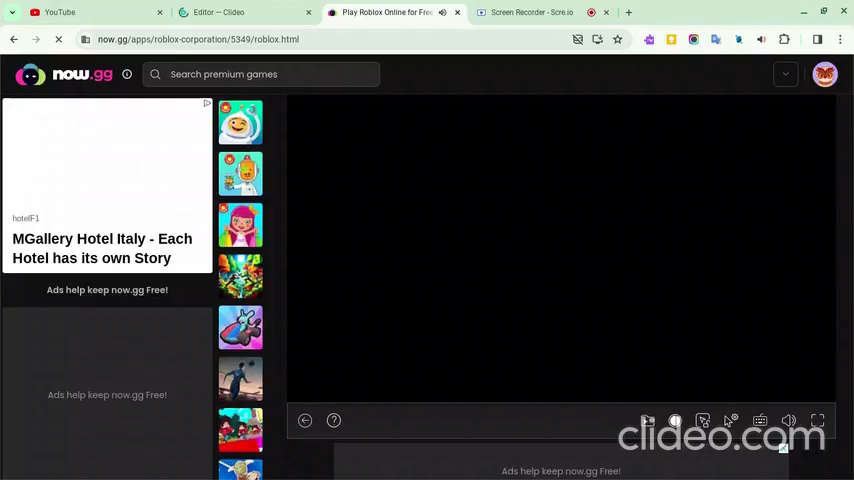 YouTube
Editor — Clideo
Play Roblox Online for Free
Screen Recorder - Scre.io
now.gg/apps/roblox-corporation/5349/roblox.html
now.gg
Search premium games
hotelF1
MGallery Hotel Italy - Each
Hotel has its own Story
Ads help keep now.gg Free!
Ads help keep now.gg Free!
clideo.com
Ads help keep now.gg Free!